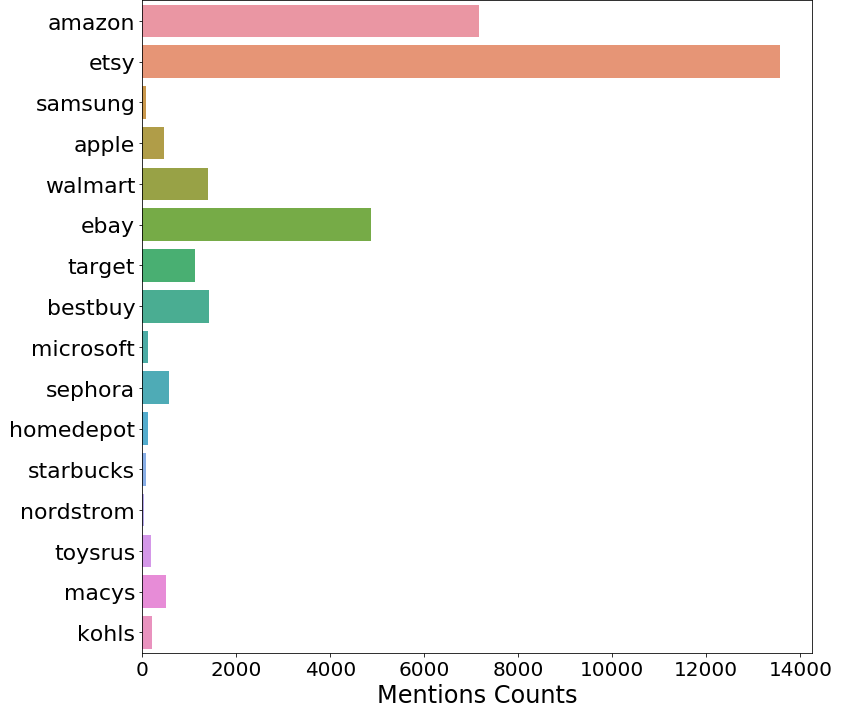 amazon
etsy
samsung
apple
walmart
ebay
target
bestbuy
microsoft
sephora
homedepot
starbucks
nordstrom
toysrus
macys
kohls
0 2000 4000 6000 8000 10000 12000 14000
Mentions Counts